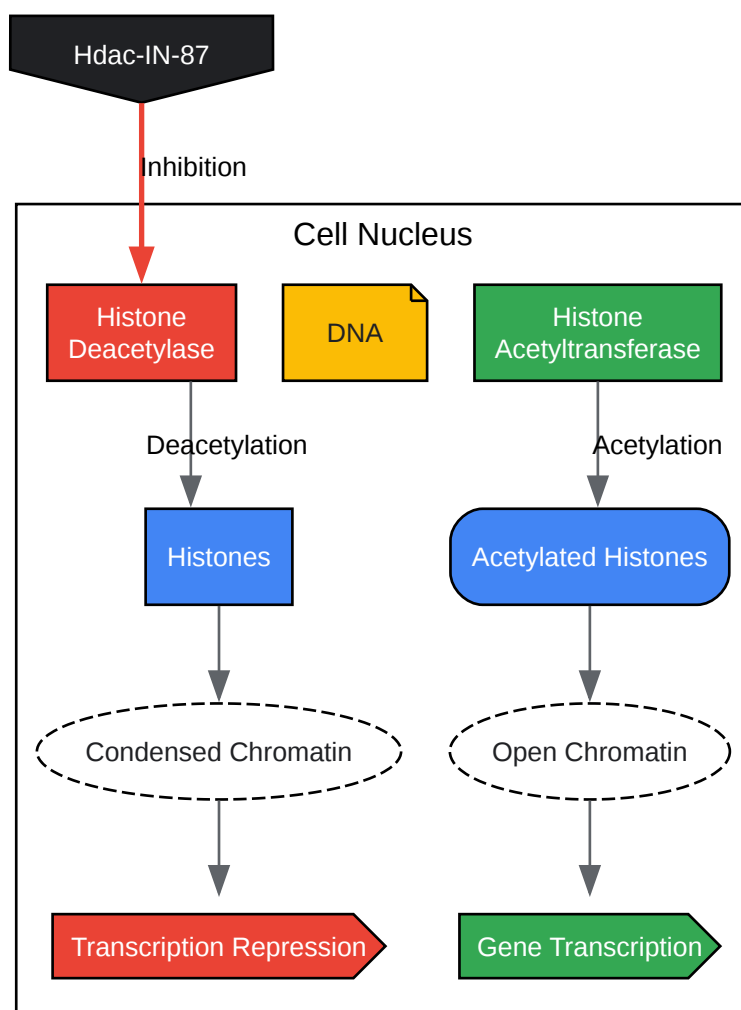 Hdac-IN-87
Inhibition
Cell Nucleus
Histone
Deacetylase
DNA
Histone
Acetyltransferase
Deacetylation
Acetylation
Histones
Acetylated Histones
Condensed Chromatin
Open Chromatin
Transcription Repression
Gene Transcription